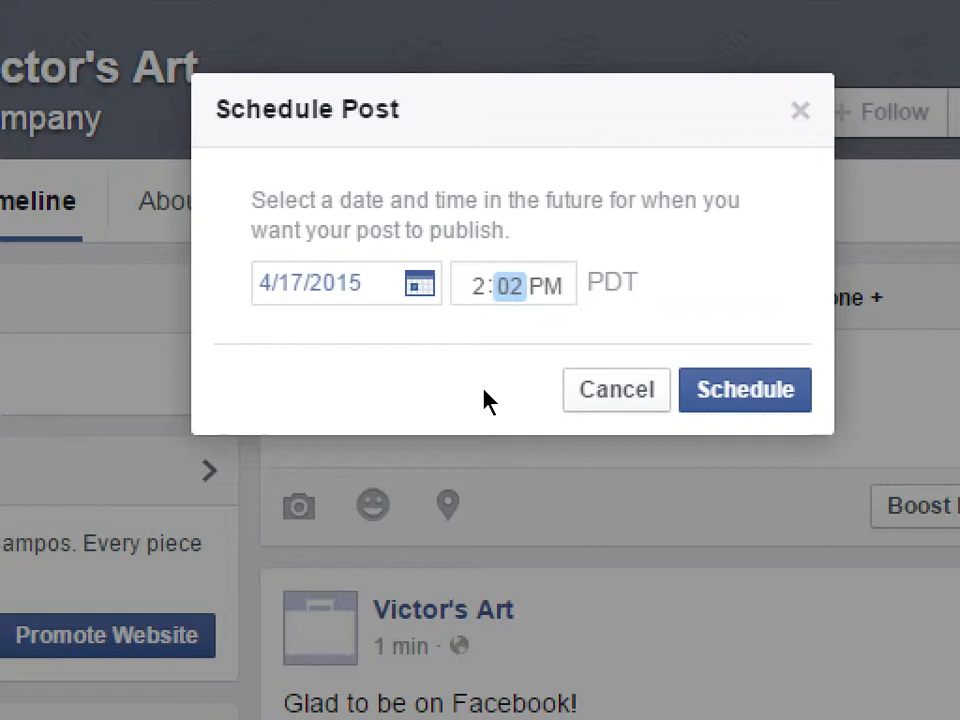 ctor's Art
Schedule Post
mpany
+ Follow
meline
Abou
Select a date and time in the future for when you
want your post to publish.
4/17/2015
2:02 PM
PDT
one +
Cancel
Schedule
Boost
ampos. Every piece
Victor's Art
Promote Website
1 min ·
Glad to be on Facebook!